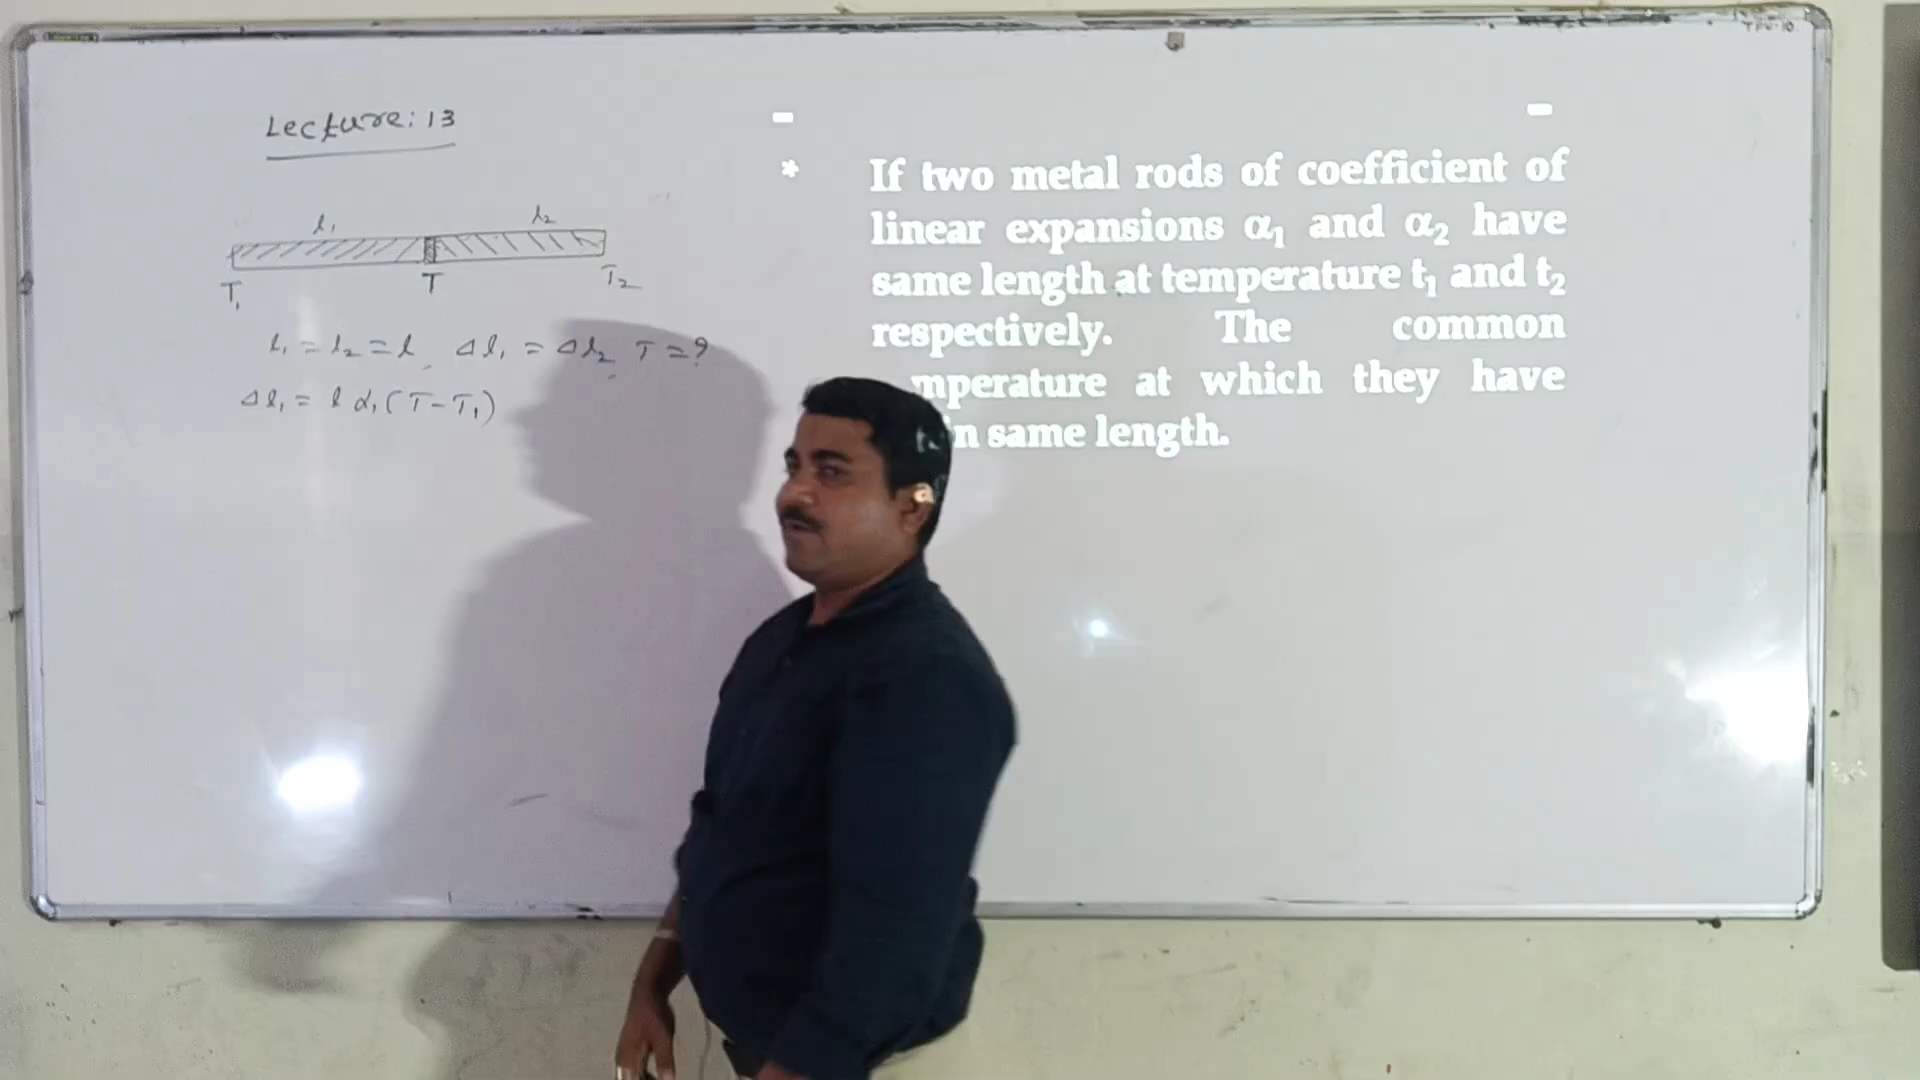 Lecture: 13
l₁ l₂
T₁ T T₂
l₁ = l₂ = l, Δl₁ = Δl₂, T = ?
Δl₁ = l α₁ (T - T₁)
* If two metal rods of coefficient of
linear expansions α₁ and α₂ have
same length at temperature t₁ and t₂
respectively. The common
mperature at which they have
in same length.